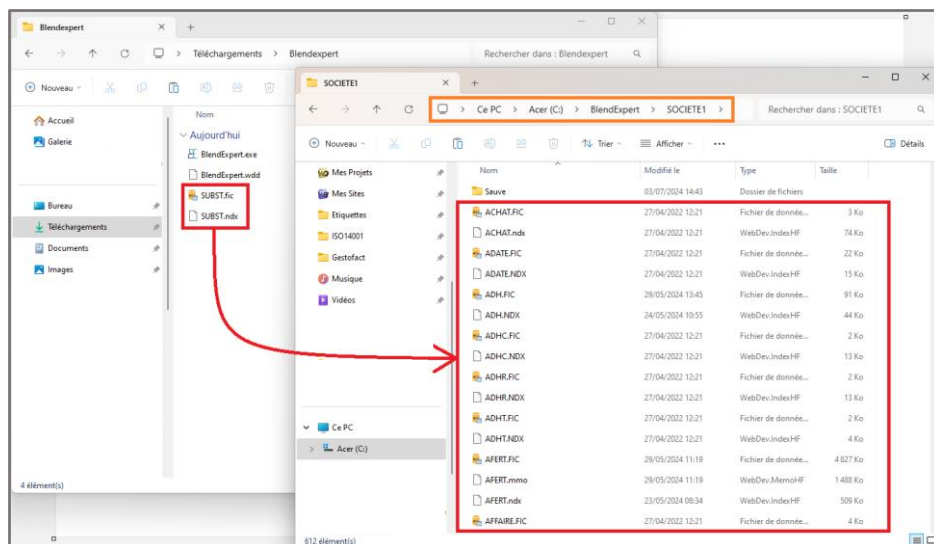 Blendexpert
Téléchargements > Blendexpert
Rechercher dans : Blendexpert
Nouveau
Accueil
Galerie
Bureau
Téléchargements
Documents
Images
Nom
Aujourd'hui
BlendExpert.exe
BlendExpert.wdd
SUBST.fic
SUBST.ndx
4 élément(s)
SOCIETE1
Ce PC > Acer (C:) > BlendExpert > SOCIETE1 >
Rechercher dans : SOCIETE1
Nouveau
Trier
Afficher
Détails
Mes Projets
Mes Sites
Etiquettes
ISO14001
Gestofact
Musique
Vidéos
Ce PC
Acer (C:)
Nom Modifié le Type Taille
Sauve 03/07/2024 14:43 Dossier de fichiers
ACHAT.FIC 27/04/2022 12:21 Fichier de donnée... 3 Ko
ACHAT.ndx 27/04/2022 12:21 WebDev.IndexHF 74 Ko
ADATE.FIC 27/04/2022 12:21 Fichier de donnée... 22 Ko
ADATE.NDX 27/04/2022 12:21 WebDev.IndexHF 15 Ko
ADH.FIC 29/05/2024 13:45 Fichier de donnée... 91 Ko
ADH.NDX 24/05/2024 10:55 WebDev.IndexHF 44 Ko
ADHC.FIC 27/04/2022 12:21 Fichier de donnée... 2 Ko
ADHC.NDX 27/04/2022 12:21 WebDev.IndexHF 13 Ko
ADHR.FIC 27/04/2022 12:21 Fichier de donnée... 2 Ko
ADHR.NDX 27/04/2022 12:21 WebDev.IndexHF 13 Ko
ADHT.FIC 27/04/2022 12:21 Fichier de donnée... 2 Ko
ADHT.NDX 27/04/2022 12:21 WebDev.IndexHF 4 Ko
AFERT.FIC 29/05/2024 11:19 Fichier de donnée... 4 827 Ko
AFERT.mmo 29/05/2024 11:19 WebDev.MemoHF 1 488 Ko
AFERT.ndx 23/05/2024 08:34 WebDev.IndexHF 509 Ko
AFFAIRE.FIC 27/04/2022 12:21 Fichier de donnée... 4 Ko
612 élément(s)